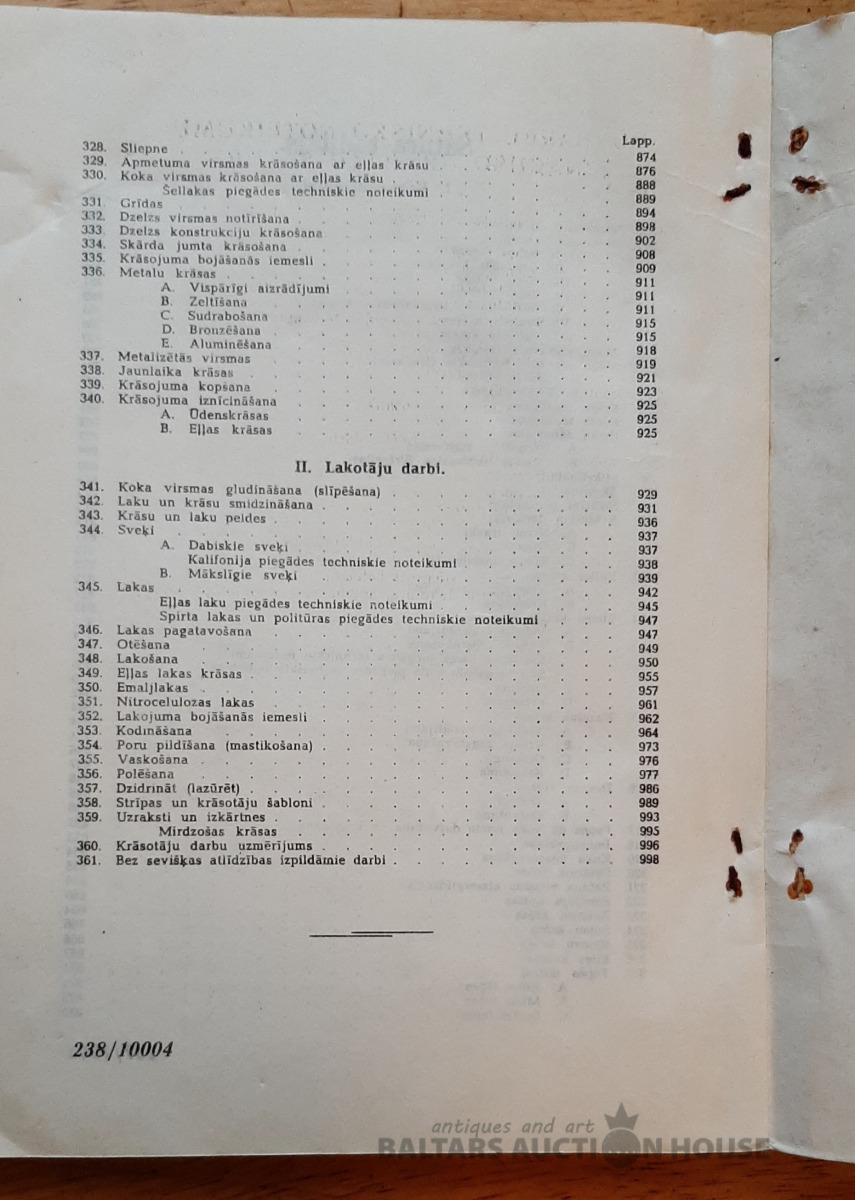 Lapp.
328. Sliepne 874
329. Apmetuma virsmas krāsošana ar eļļas krāsu 876
330. Koka virsmas krāsošana ar eļļas krāsu 888
Šellakas piegādes techniskie noteikumi 889
331. Grīdas 894
332. Dzelzs virsmas notīrīšana 898
333. Dzelzs konstrukciju krāsošana 902
334. Skārda jumta krāsošana 908
335. Krāsojuma bojāšanās iemesli 909
336. Metalu krāsas 911
A. Vispārīgi aizrādījumi 911
B. Zeltīšana 911
C. Sudrabošana 915
D. Bronzēšana 915
E. Aluminēšana 918
337. Metalizētās virsmas 919
338. Jaunlaika krāsas 921
339. Krāsojuma kopšana 923
340. Krāsojuma iznīcināšana 925
A. Ūdenskrāsas 925
B. Eļļas krāsas 925
II. Lakotāju darbi.
341. Koka virsmas gludināšana (slīpēšana) 929
342. Laku un krāsu smidzināšana 931
343. Krāsu un laku peldes 936
344. Sveķi 937
A. Dabiskie sveķi 937
Kalifonija piegādes techniskie noteikumi 938
B. Mākslīgie sveķi 939
345. Lakas 942
Eļļas laku piegādes techniskie noteikumi 945
Spirta lakas un politūras piegādes techniskie noteikumi 947
346. Lakas pagatavošana 947
347. Otēšana 949
348. Lakošana 950
349. Eļļas lakas krāsas 955
350. Emaljlakas 957
351. Nitrocelulozas lakas 961
352. Lakojuma bojāšanās iemesli 962
353. Kodināšana 964
354. Poru pildīšana (mastikošana) 973
355. Vaskošana 976
356. Polēšana 977
357. Dzidrināt (lazūrēt) 986
358. Strīpas un krāsotāju šabloni 989
359. Uzraksti un izkārtnes 993
Mirdzošas krāsas 995
360. Krāsotāju darbu uzmērījums 996
361. Bez sevišķas atlīdzības izpildāmie darbi 998
238/10004
antiques and art
BALTARS AUCTION HOUSE